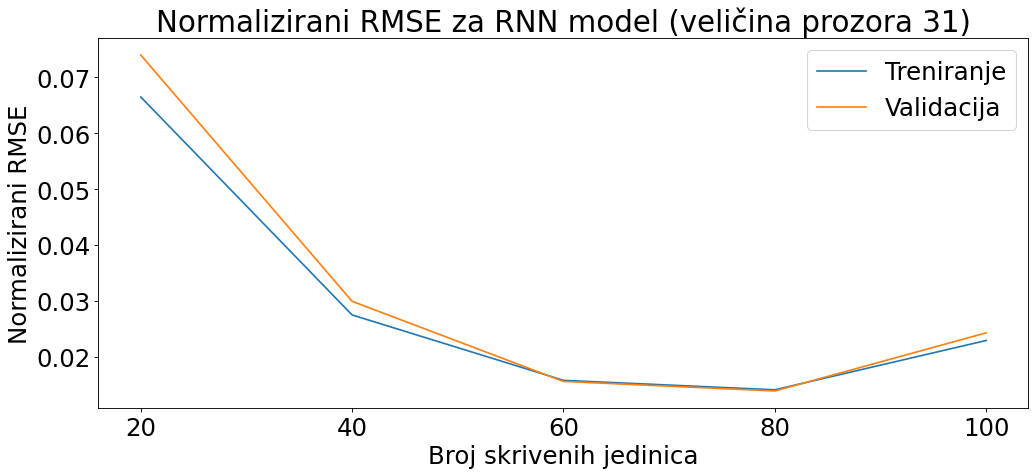 Normalizirani RMSE za RNN model (veličina prozora 31)
Treniranje
Validacija
Normalizirani RMSE
0.07
0.06
0.05
0.04
0.03
0.02
20 40 60 80 100
Broj skrivenih jedinica